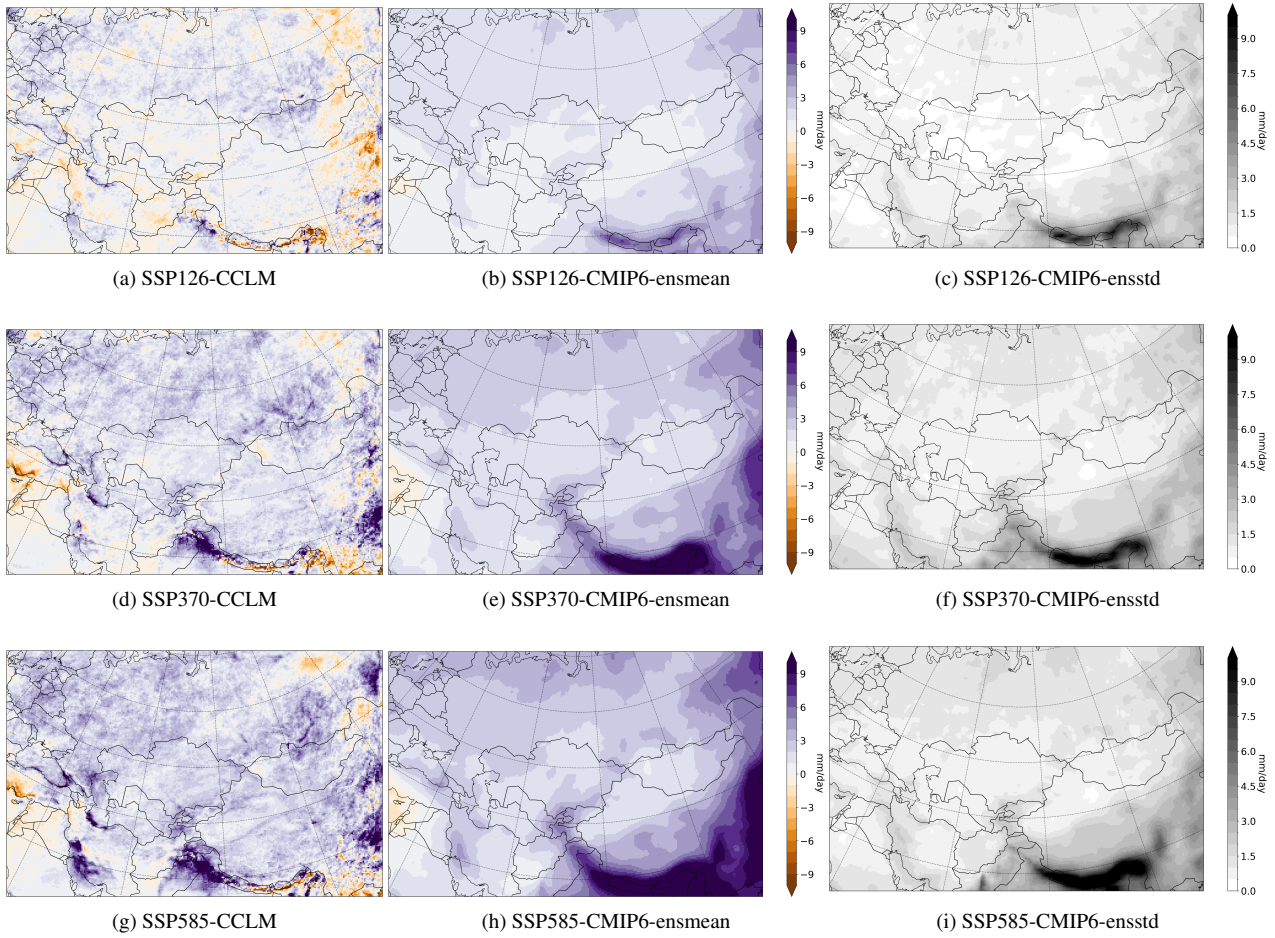 9
6
3
0
−3
−6
−9
mm/day
9.0
7.5
6.0
4.5
3.0
1.5
0.0
mm/day
(a) SSP126-CCLM
(b) SSP126-CMIP6-ensmean
(c) SSP126-CMIP6-ensstd
9
6
3
0
−3
−6
−9
mm/day
9.0
7.5
6.0
4.5
3.0
1.5
0.0
mm/day
(d) SSP370-CCLM
(e) SSP370-CMIP6-ensmean
(f) SSP370-CMIP6-ensstd
9
6
3
0
−3
−6
−9
mm/day
9.0
7.5
6.0
4.5
3.0
1.5
0.0
mm/day
(g) SSP585-CCLM
(h) SSP585-CMIP6-ensmean
(i) SSP585-CMIP6-ensstd